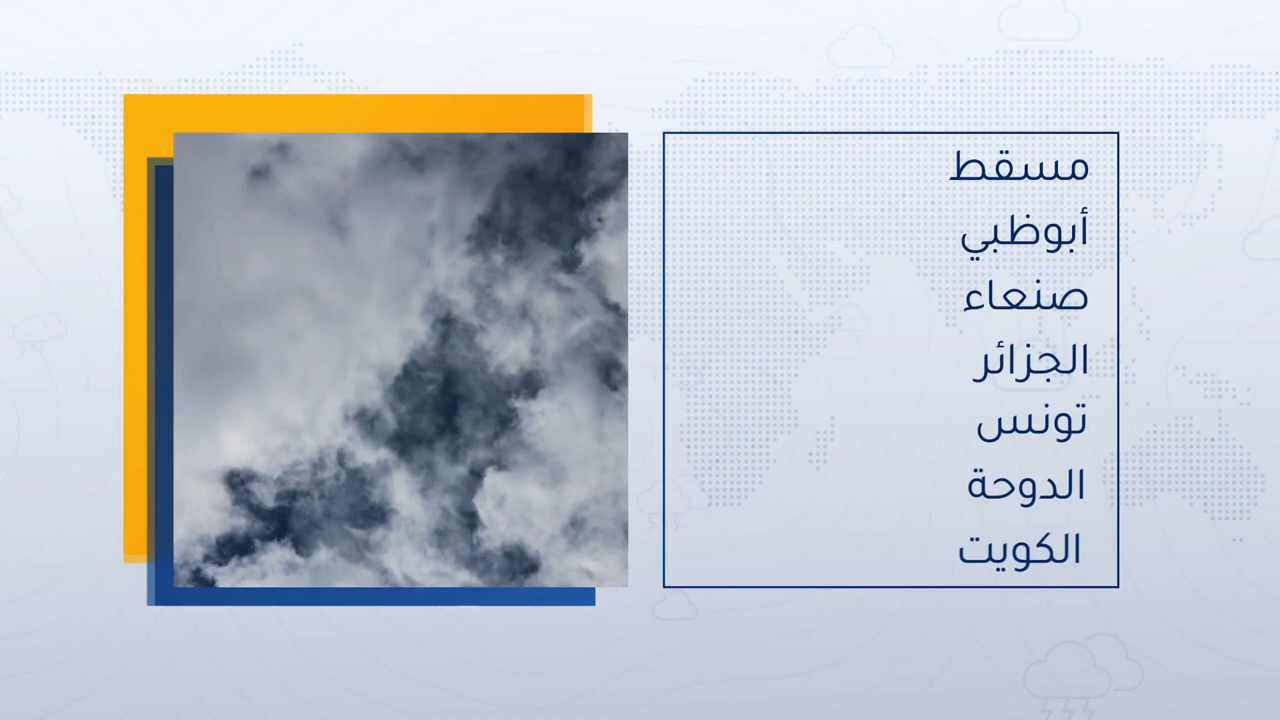 مسقط
أبوظبي
صنعاء
الجزائر
تونس
الدوحة
الكويت